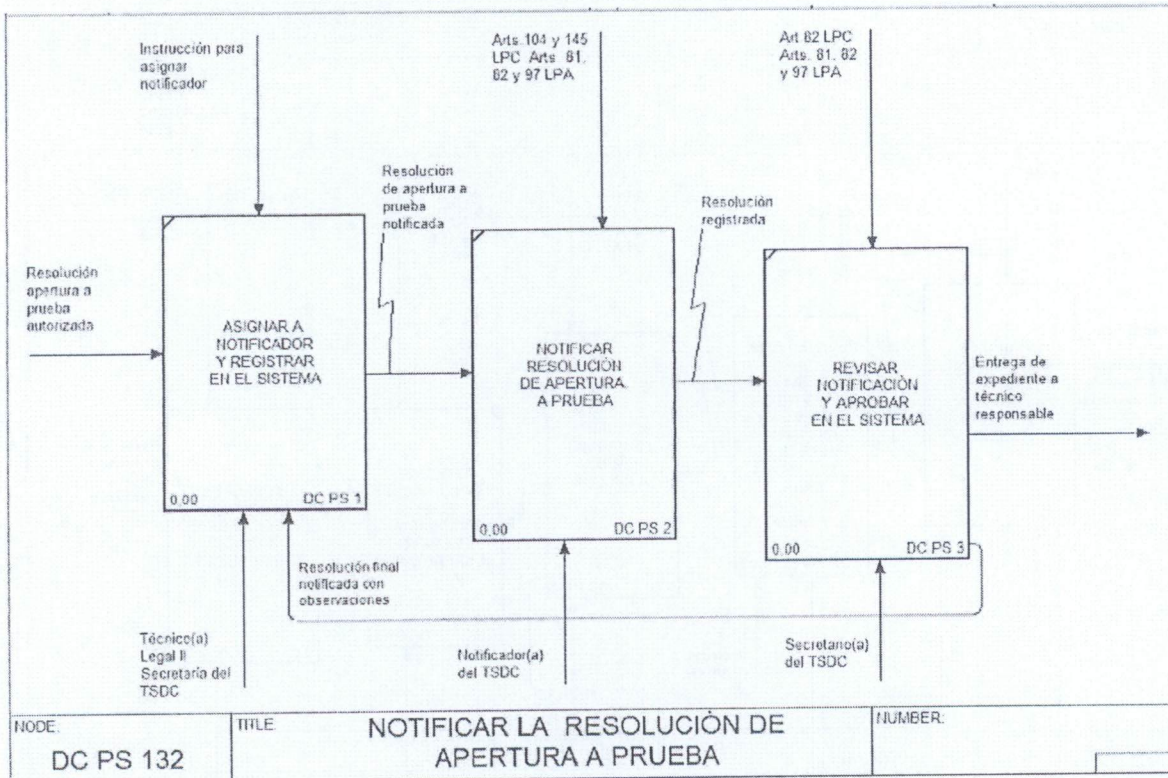 Instrucción para
asignar
notificador
Arts. 104 y 145
LPC Arts 81,
82 y 97 LPA
Art 82 LPC
Arts. 81, 82
y 97 LPA
Resolución
de apertura a
prueba
notificada
Resolución
registrada
Resolución
apertura a
prueba
autorizada
ASIGNAR A
NOTIFICADOR
Y REGISTRAR
EN EL SISTEMA
NOTIFICAR
RESOLUCIÓN
DE APERTURA
A PRUEBA
REVISAR
NOTIFICACIÓN
Y APROBAR
EN EL SISTEMA
Entrega de
expediente a
técnico
responsable
0,00
DC PS 1
0,00
DC PS 2
0,00
DC PS 3
Resolución final
notificada con
observaciones
Técnico(a)
Legal II
Secretaría del
TSDC
Notificador(a)
del TSDC
Secretario(a)
del TSDC
NODE:
DC PS 132
TITLE
NOTIFICAR LA RESOLUCIÓN DE
APERTURA A PRUEBA
NUMBER: